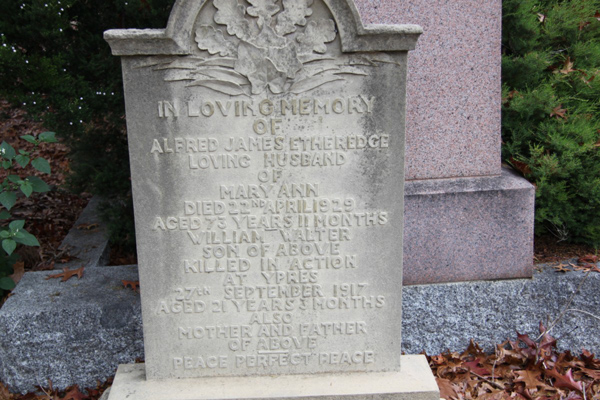 IN LOVING MEMORY
OF
ALFRED JAMES ETHEREDGE
LOVING HUSBAND
OF
MARY ANN
DIED 22ND APRIL 1929
AGED 73 YEARS 11 MONTHS
WILLIAM WALTER
SON OF ABOVE
KILLED IN ACTION
AT YPRES
27TH SEPTEMBER 1917
AGED 21 YEARS 3 MONTHS
ALSO
MOTHER AND FATHER
OF ABOVE
PEACE PERFECT PEACE